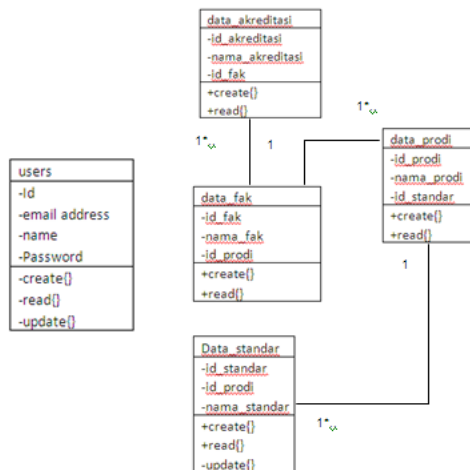 data_akreditasi
-id_akreditasi
-nama_akreditasi
-id_fak
+create{}
+read{}
1*
1
1*
data_prodi
-id_prodi
-nama_prodi
-id_standar
+create{}
+read{}
1
users
-Id
-email address
-name
-Password
-create{}
-read{}
-update{}
data_fak
-id_fak
-nama_fak
-id_prodi
+create{}
+read{}
Data_standar
-id_standar
-id_prodi
-nama_standar
+create{}
+read{}
-update{}
1*